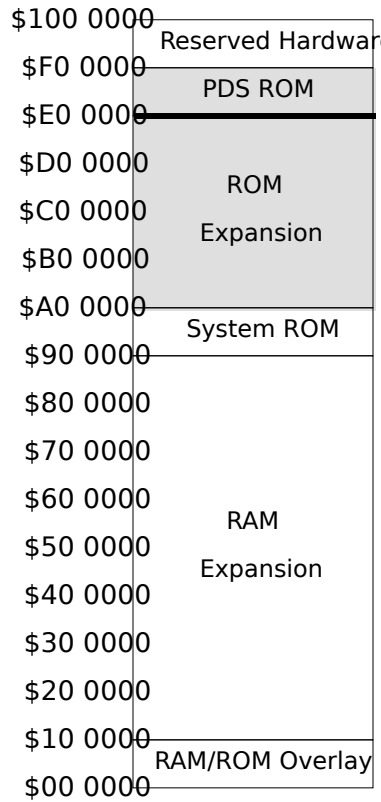 $100 0000
Reserved Hardware
$F0 0000
PDS ROM
$E0 0000
$D0 0000
ROM
$C0 0000
Expansion
$B0 0000
$A0 0000
System ROM
$90 0000
$80 0000
$70 0000
$60 0000
RAM
$50 0000
Expansion
$40 0000
$30 0000
$20 0000
$10 0000
RAM/ROM Overlay
$00 0000